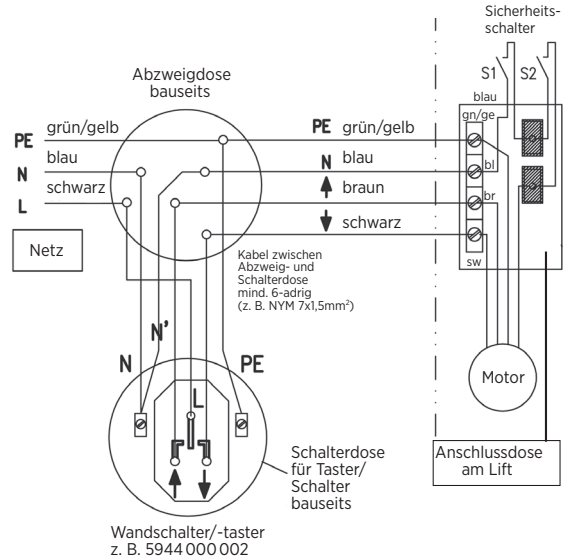 Sicherheits-
schalter
S1
S2
Abzweigdose
bauseits
blau
gn/ge
PE
grün/gelb
PE
grün/gelb
N
blau
N
blau
bl
L
schwarz
braun
br
schwarz
sw
Netz
Kabel zwischen
Abzweig- und
Schalterdose
mind. 6-adrig
(z. B. NYM 7x1,5mm²)
N'
N
PE
L
Motor
Schalterdose
für Taster/
Schalter
bauseits
Anschlussdose
am Lift
Wandschalter/-taster
z. B. 5944 000 002